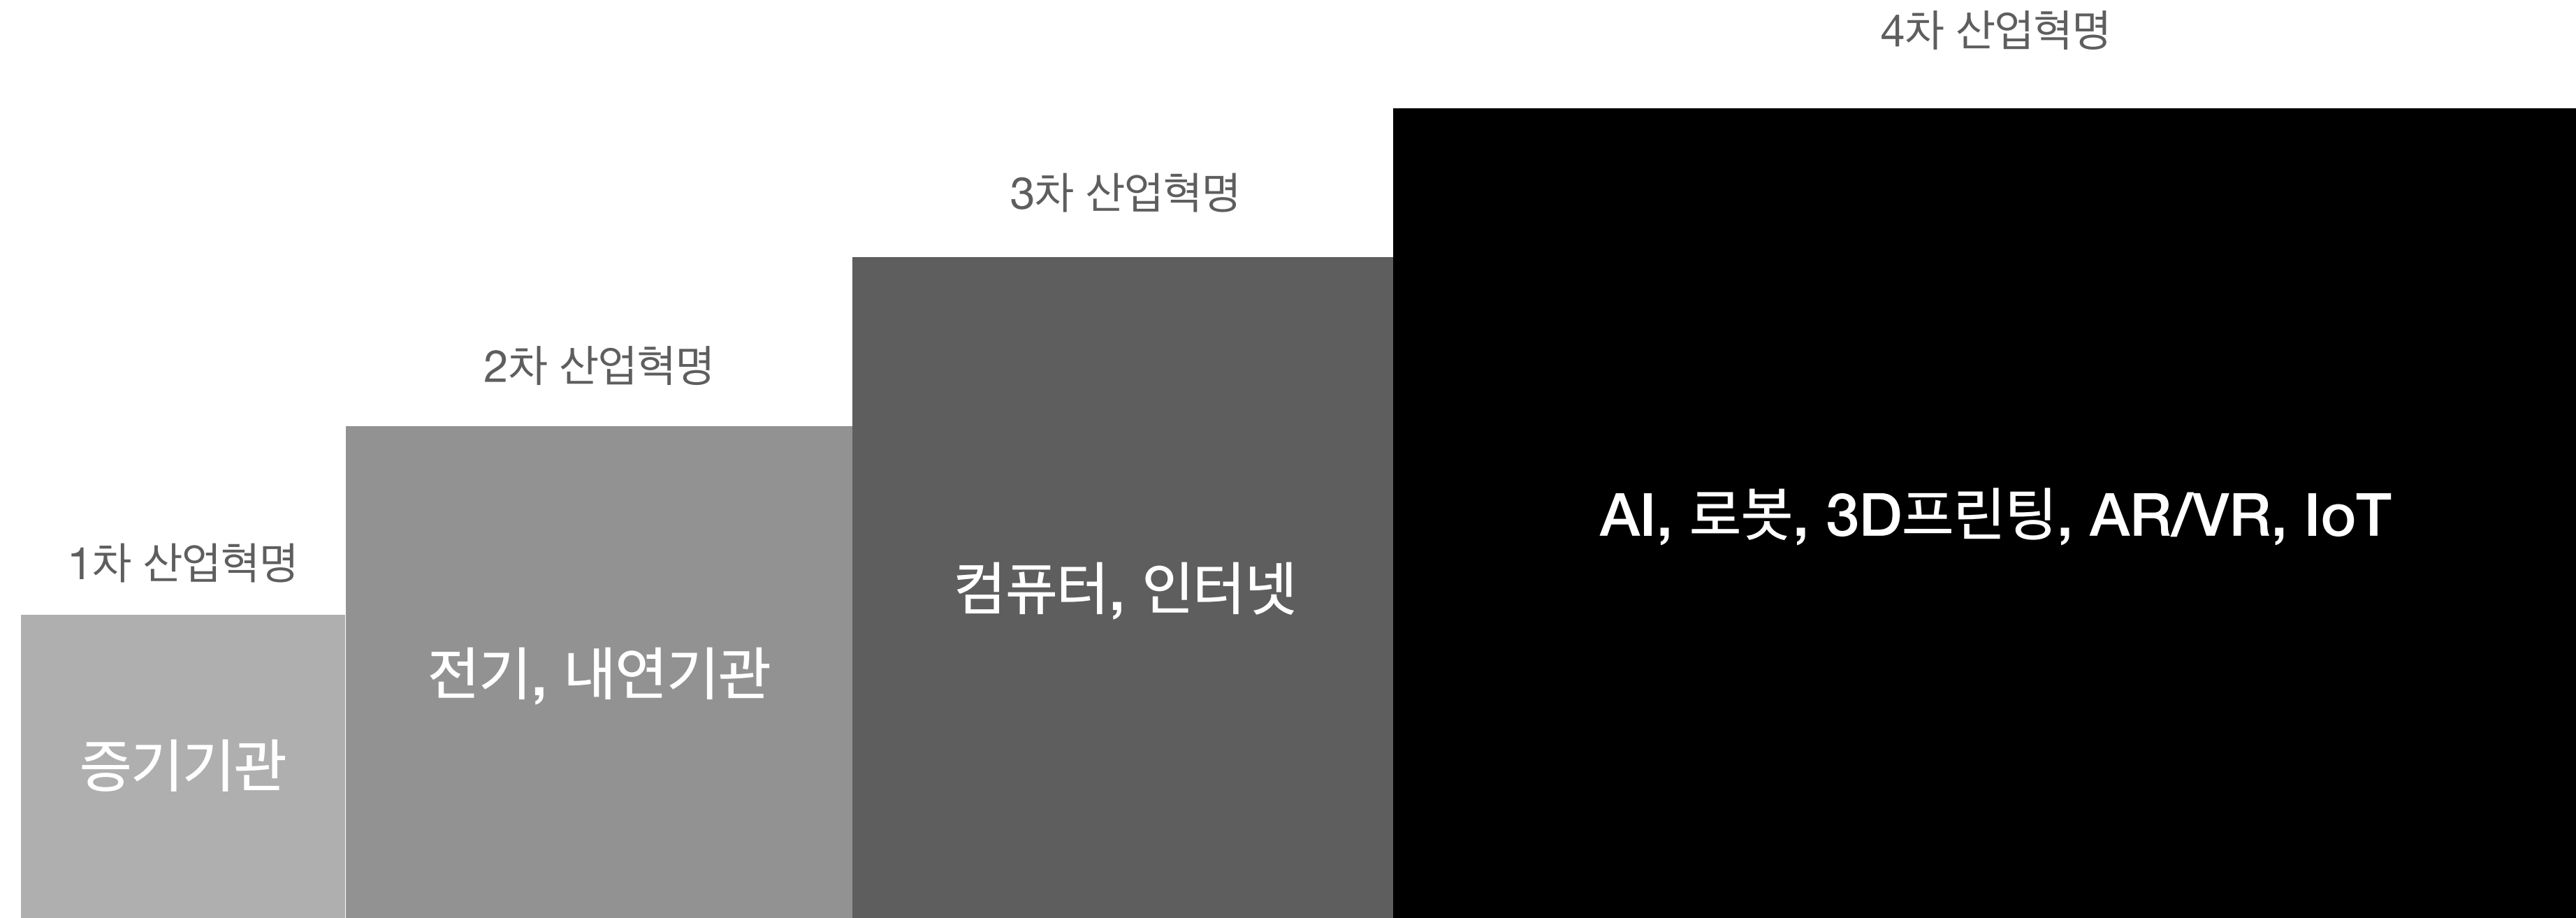 1차 산업혁명
증기기관
2차 산업혁명
전기, 내연기관
3차 산업혁명
컴퓨터, 인터넷
4차 산업혁명
AI, 로봇, 3D프린팅, AR/VR, IoT